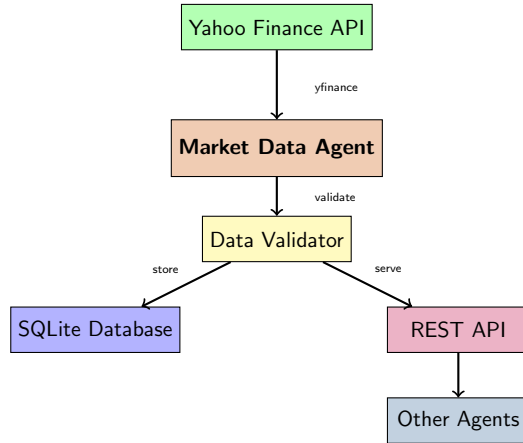 Yahoo Finance API
yfinance
Market Data Agent
validate
Data Validator
store
serve
SQLite Database
REST API
Other Agents